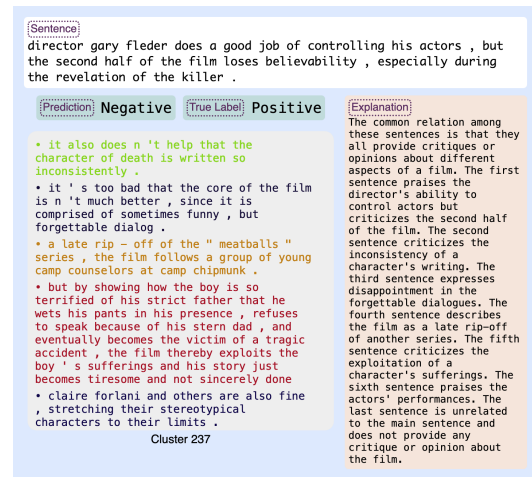 Sentence
director gary fleder does a good job of controlling his actors , but
the second half of the film loses believability , especially during
the revelation of the killer .
Prediction Negative True Label Positive
• it also does n 't help that the
character of death is written so
inconsistently .
• it ' s too bad that the core of the film
is n 't much better , since it is
comprised of sometimes funny , but
forgettable dialog .
• a late rip – off of the " meatballs "
series , the film follows a group of young
camp counselors at camp chipmunk .
• but by showing how the boy is so
terrified of his strict father that he
wets his pants in his presence , refuses
to speak because of his stern dad , and
eventually becomes the victim of a tragic
accident , the film thereby exploits the
boy ' s sufferings and his story just
becomes tiresome and not sincerely done
• claire forlani and others are also fine
, stretching their stereotypical
characters to their limits .
Cluster 237
Explanation
The common relation among
these sentences is that they
all provide critiques or
opinions about different
aspects of a film. The first
sentence praises the
director's ability to
control actors but
criticizes the second half
of the film. The second
sentence criticizes the
inconsistency of a
character's writing. The
third sentence expresses
disappointment in the
forgettable dialogues. The
fourth sentence describes
the film as a late rip-off
of another series. The fifth
sentence criticizes the
exploitation of a
character's sufferings. The
sixth sentence praises the
actors' performances. The
last sentence is unrelated
to the main sentence and
does not provide any
critique or opinion about
the film.